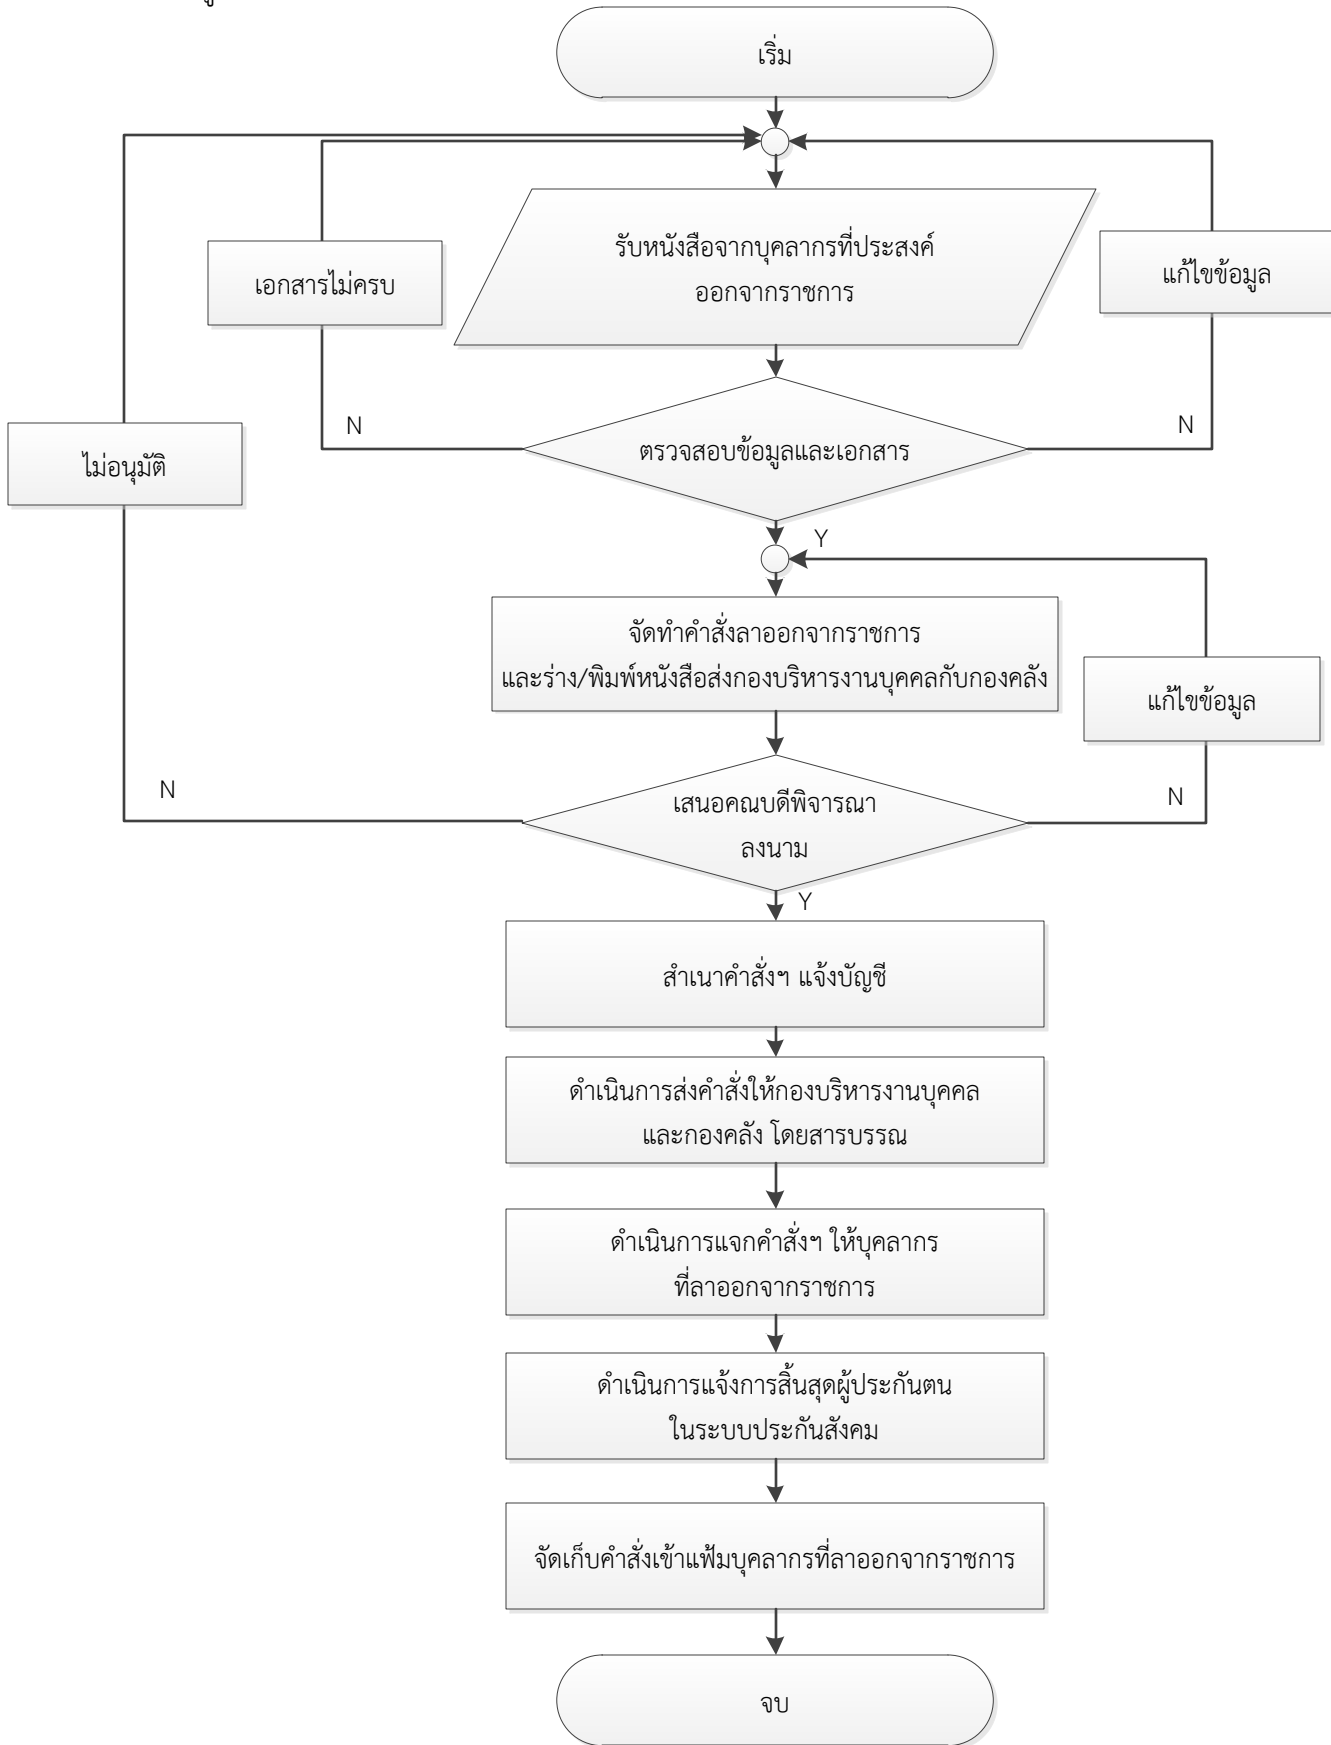 เริ่ม
รับหนังสือจากบุคลากรที่ประสงค์
ออกจากราชการ
เอกสารไม่ครบ
แก้ไขข้อมูล
N
N
ตรวจสอบข้อมูลและเอกสาร
ไม่อนุมัติ
Y
จัดทำคำสั่งลาออกจากราชการ
และร่าง/พิมพ์หนังสือส่งกองบริหารงานบุคคลกับกองคลัง
แก้ไขข้อมูล
N
N
เสนอคณบดีพิจารณา
ลงนาม
Y
สำเนาคำสั่งฯ แจ้งบัญชี
ดำเนินการส่งคำสั่งให้กองบริหารงานบุคคล
และกองคลัง โดยสารบรรณ
ดำเนินการแจกคำสั่งฯ ให้บุคลากร
ที่ลาออกจากราชการ
ดำเนินการแจ้งการสิ้นสุดผู้ประกันตน
ในระบบประกันสังคม
จัดเก็บคำสั่งเข้าแฟ้มบุคลากรที่ลาออกจากราชการ
จบ